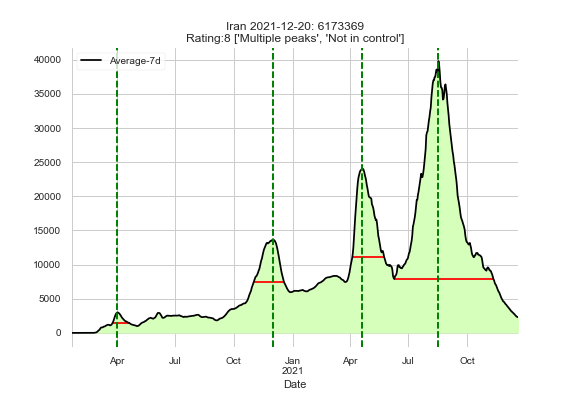 Iran 2021-12-20: 6173369
Rating:8 ['Multiple peaks', 'Not in control']
Average-7d
40000
35000
30000
25000
20000
15000
10000
5000
0
Apr Jul Oct Jan Apr Jul Oct
2021
Date